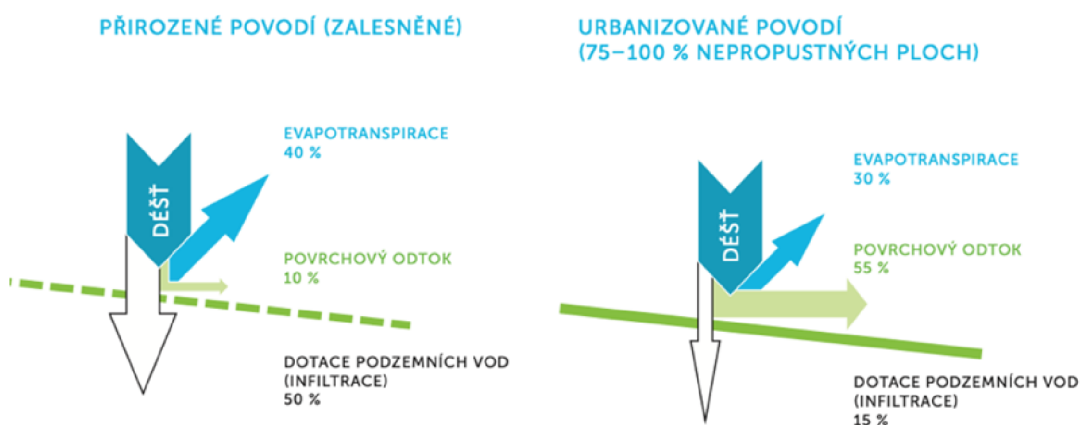 PŘIROZENÉ POVODÍ (ZALESNĚNÉ)
DÉŠŤ
EVAPOTRANSPIRACE
40 %
POVRCHOVÝ ODTOK
10 %
DOTACE PODZEMNÍCH VOD
(INFILTRACE)
50 %
URBANIZOVANÉ POVODÍ
(75–100 % NEPROPUSTNÝCH PLOCH)
DÉŠŤ
EVAPOTRANSPIRACE
30 %
POVRCHOVÝ ODTOK
55 %
DOTACE PODZEMNÍCH VOD
(INFILTRACE)
15 %